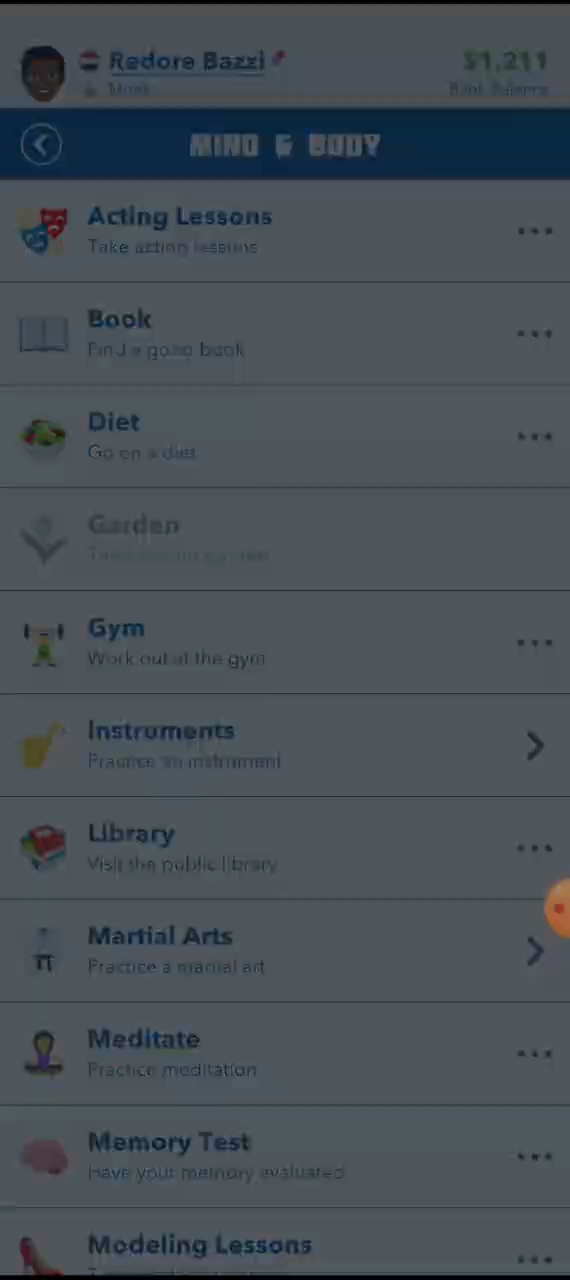 Redore Bazzi
$1,211
Monk
Bank Balance
MIND & BODY
Acting Lessons
Take acting lessons
Book
Find a good book
Diet
Go on a diet
Garden
Gym
Work out at the gym
Instruments
Practice an instrument
Library
Visit the public library
Martial Arts
Practice a martial art
Meditate
Practice meditation
Memory Test
Have your memory evaluated
Modeling Lessons